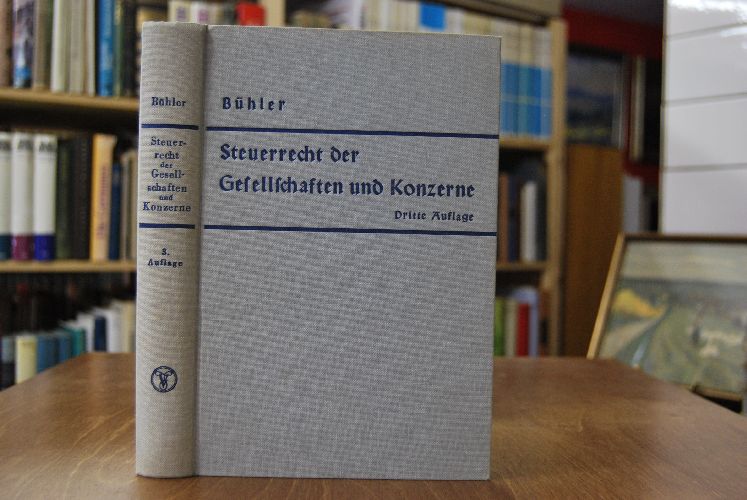 Bühler
Steuer-
recht
der
Gesell-
schaften
und
Konzerne
3.
Auflage
Bühler
Steuerrecht der
Geſellſchaften und Konzerne
Dritte Auflage